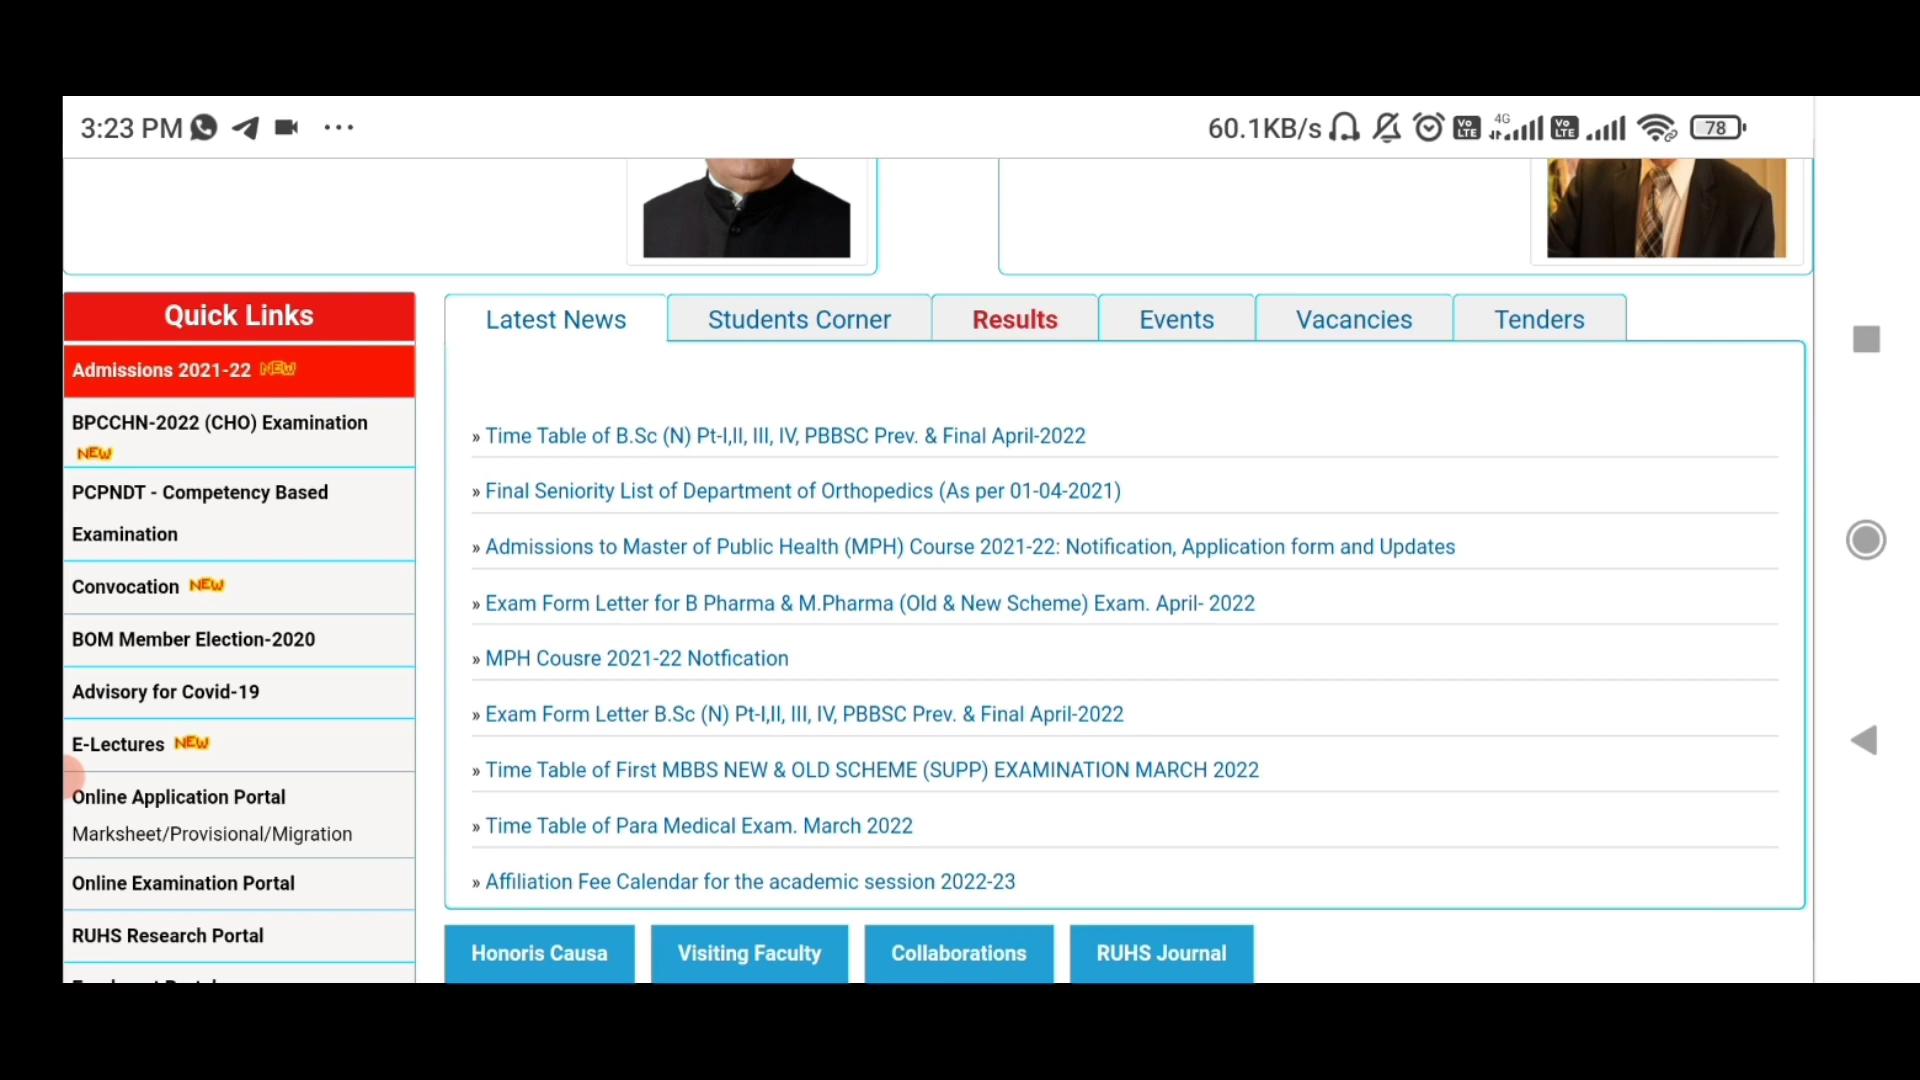 3:23 PM
60.1KB/s
Vo LTE
4G
Vo LTE
78
Quick Links
Admissions 2021-22 NEW
BPCCHN-2022 (CHO) Examination
NEW
PCPNDT - Competency Based
Examination
Convocation NEW
BOM Member Election-2020
Advisory for Covid-19
E-Lectures NEW
Online Application Portal
Marksheet/Provisional/Migration
Online Examination Portal
RUHS Research Portal
Latest News
Students Corner
Results
Events
Vacancies
Tenders
» Time Table of B.Sc (N) Pt-I,II, III, IV, PBBSC Prev. & Final April-2022
» Final Seniority List of Department of Orthopedics (As per 01-04-2021)
» Admissions to Master of Public Health (MPH) Course 2021-22: Notification, Application form and Updates
» Exam Form Letter for B Pharma & M.Pharma (Old & New Scheme) Exam. April- 2022
» MPH Cousre 2021-22 Notfication
» Exam Form Letter B.Sc (N) Pt-I,II, III, IV, PBBSC Prev. & Final April-2022
» Time Table of First MBBS NEW & OLD SCHEME (SUPP) EXAMINATION MARCH 2022
» Time Table of Para Medical Exam. March 2022
» Affiliation Fee Calendar for the academic session 2022-23
Honoris Causa
Visiting Faculty
Collaborations
RUHS Journal